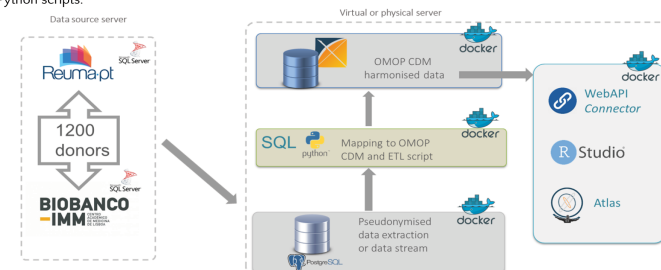 Python scripts.
Data source server
Virtual or physical server
SQL Server
Reuma.pt
1200
donors
SQL Server
BIOBANCO
-IMM
CENTRO
ACADÉMICO
DE MEDICINA
DE LISBOA
OMOP CDM
harmonised data
docker
SQL
python
Mapping to OMOP
CDM and ETL script
docker
Pseudonymised
data extraction
or data stream
docker
PostgreSQL
docker
WebAPI
Connector
R Studio
Atlas